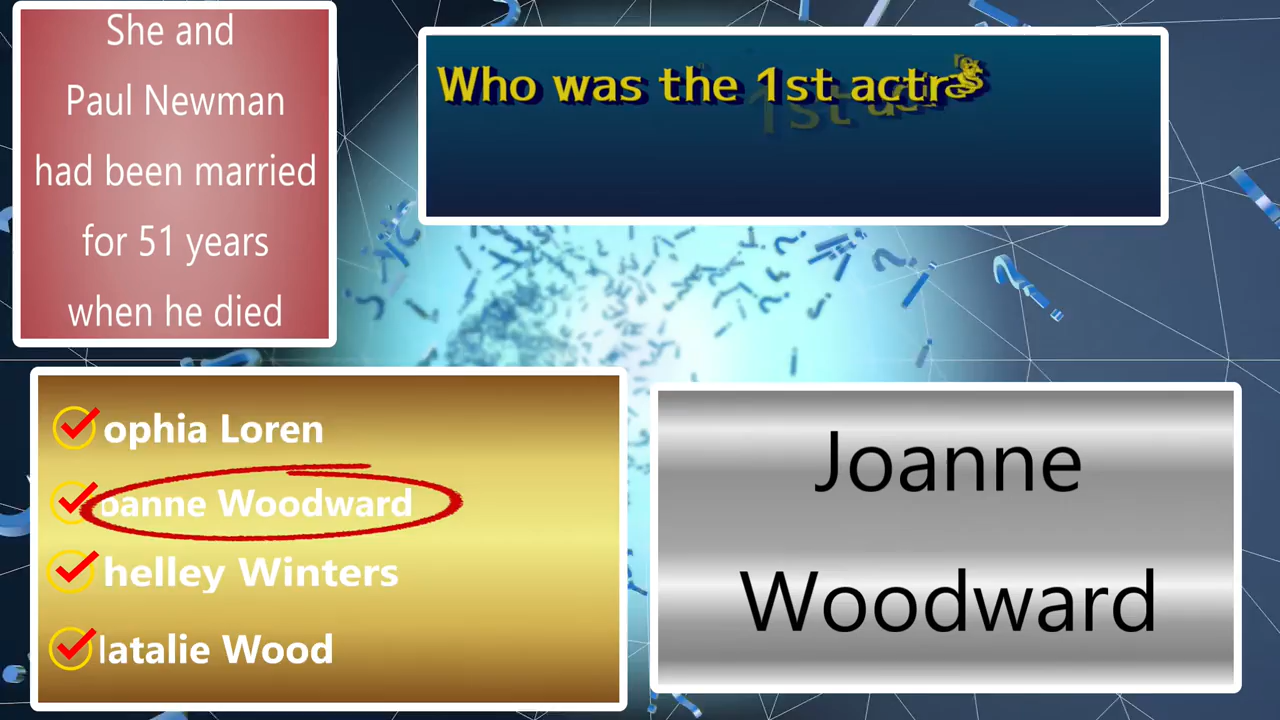 She and
Paul Newman
had been married
for 51 years
when he died
Who was the 1st actr
ophia Loren
oanne Woodward
helley Winters
latalie Wood
Joanne
Woodward